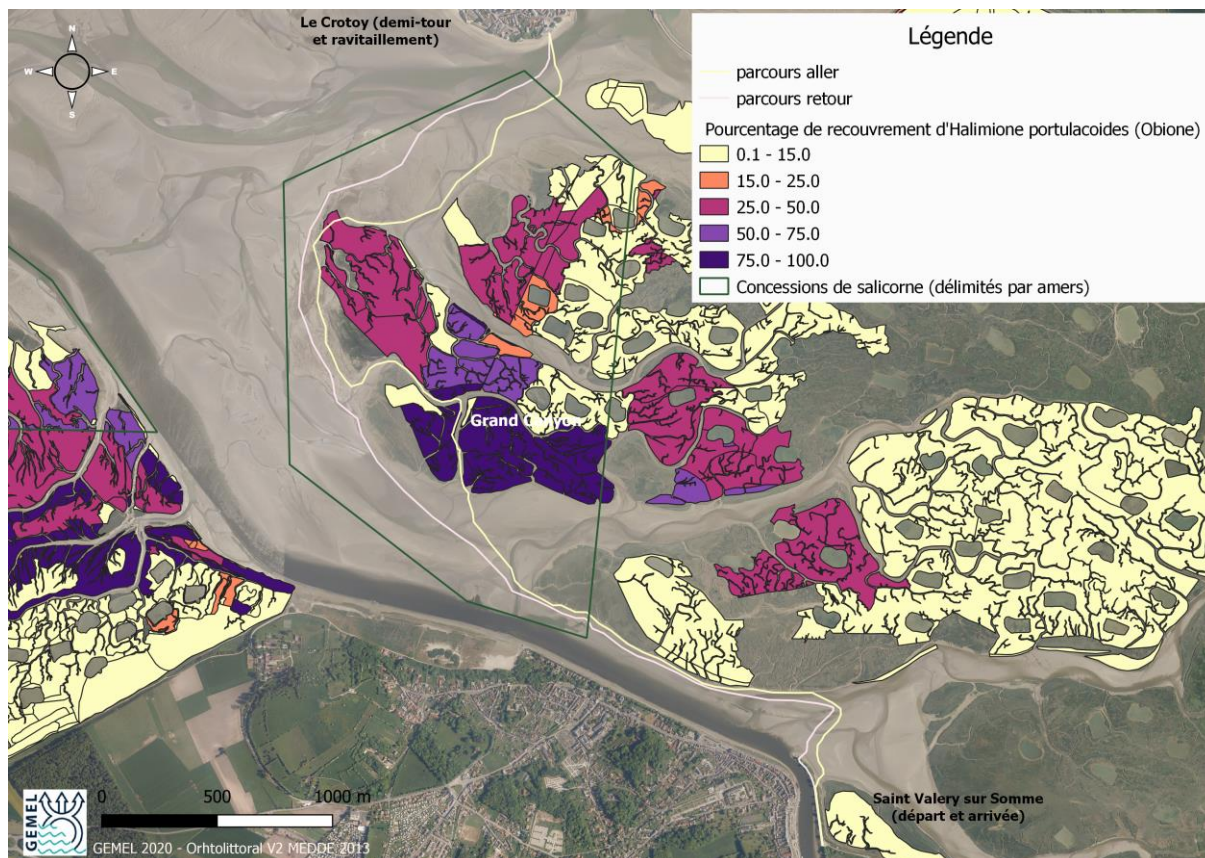 Le Crotoy (demi-tour
et ravitaillement)
N
W
E
S
Légende
parcours aller
parcours retour
Pourcentage de recouvrement d'Halimione portulacoides (Obione)
0.1 - 15.0
15.0 - 25.0
25.0 - 50.0
50.0 - 75.0
75.0 - 100.0
Concessions de salicorne (délimités par amers)
Grand Canyon
Saint Valery sur Somme
(départ et arrivée)
0 500 1000 m
GEMEL
GEMEL 2020 - Orhtolittoral V2 MEDDE 2013